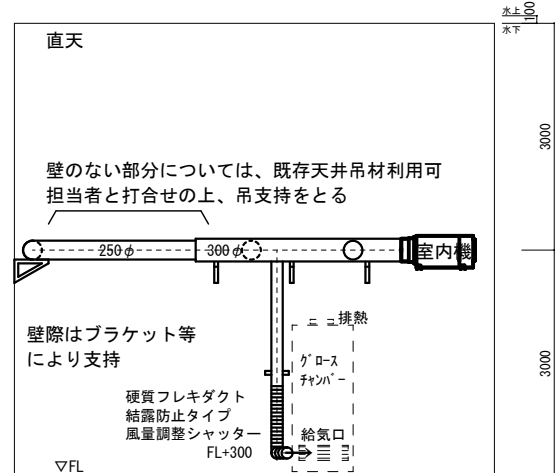 水上
100
水下
直天
3000
壁のない部分については、既存天井吊材利用可
担当者と打合せの上、吊支持をとる
250φ
300φ
室内機
壁際はブラケット等
により支持
排熱
グロース
チャンバー
3000
硬質フレキダクト
結露防止タイプ
風量調整シャッター
給気口
FL+300
▽FL